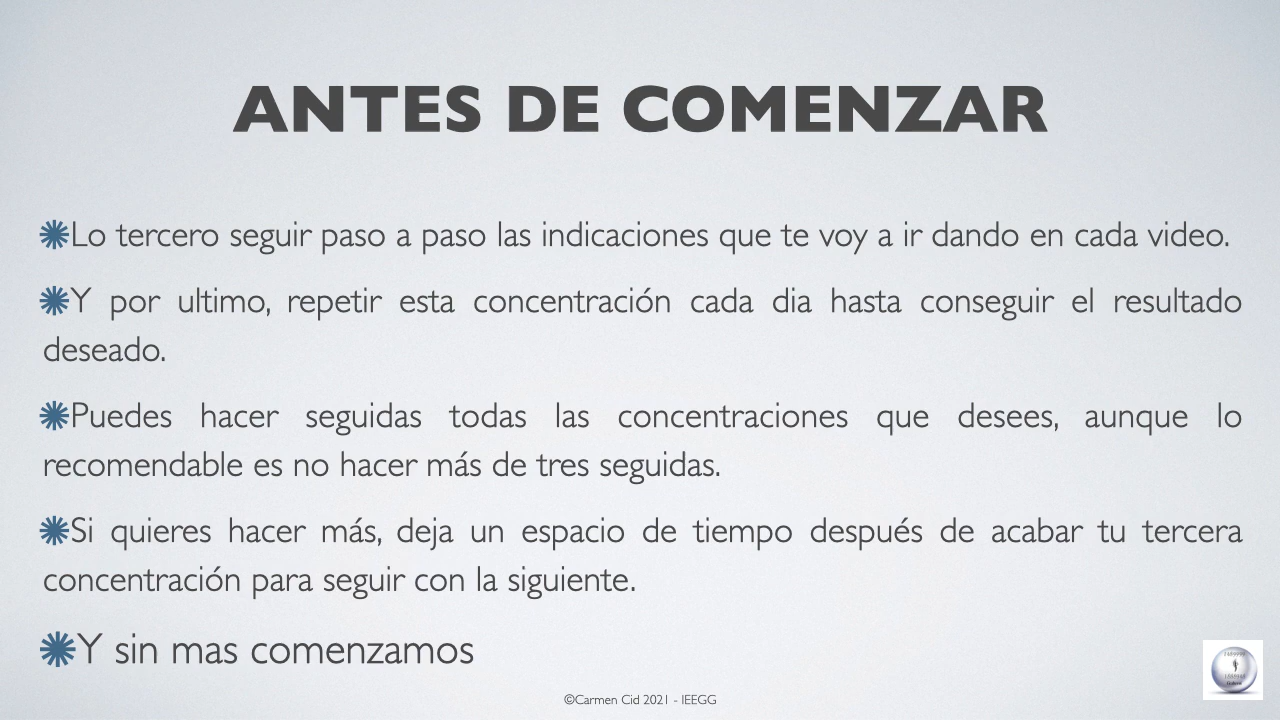 ANTES DE COMENZAR
Lo tercero seguir paso a paso las indicaciones que te voy a ir dando en cada video.
Y por ultimo, repetir esta concentración cada dia hasta conseguir el resultado
deseado.
Puedes hacer seguidas todas las concentraciones que desees, aunque lo
recomendable es no hacer más de tres seguidas.
Si quieres hacer más, deja un espacio de tiempo después de acabar tu tercera
concentración para seguir con la siguiente.
Y sin mas comenzamos
©Carmen Cid 2021 - IEEGG